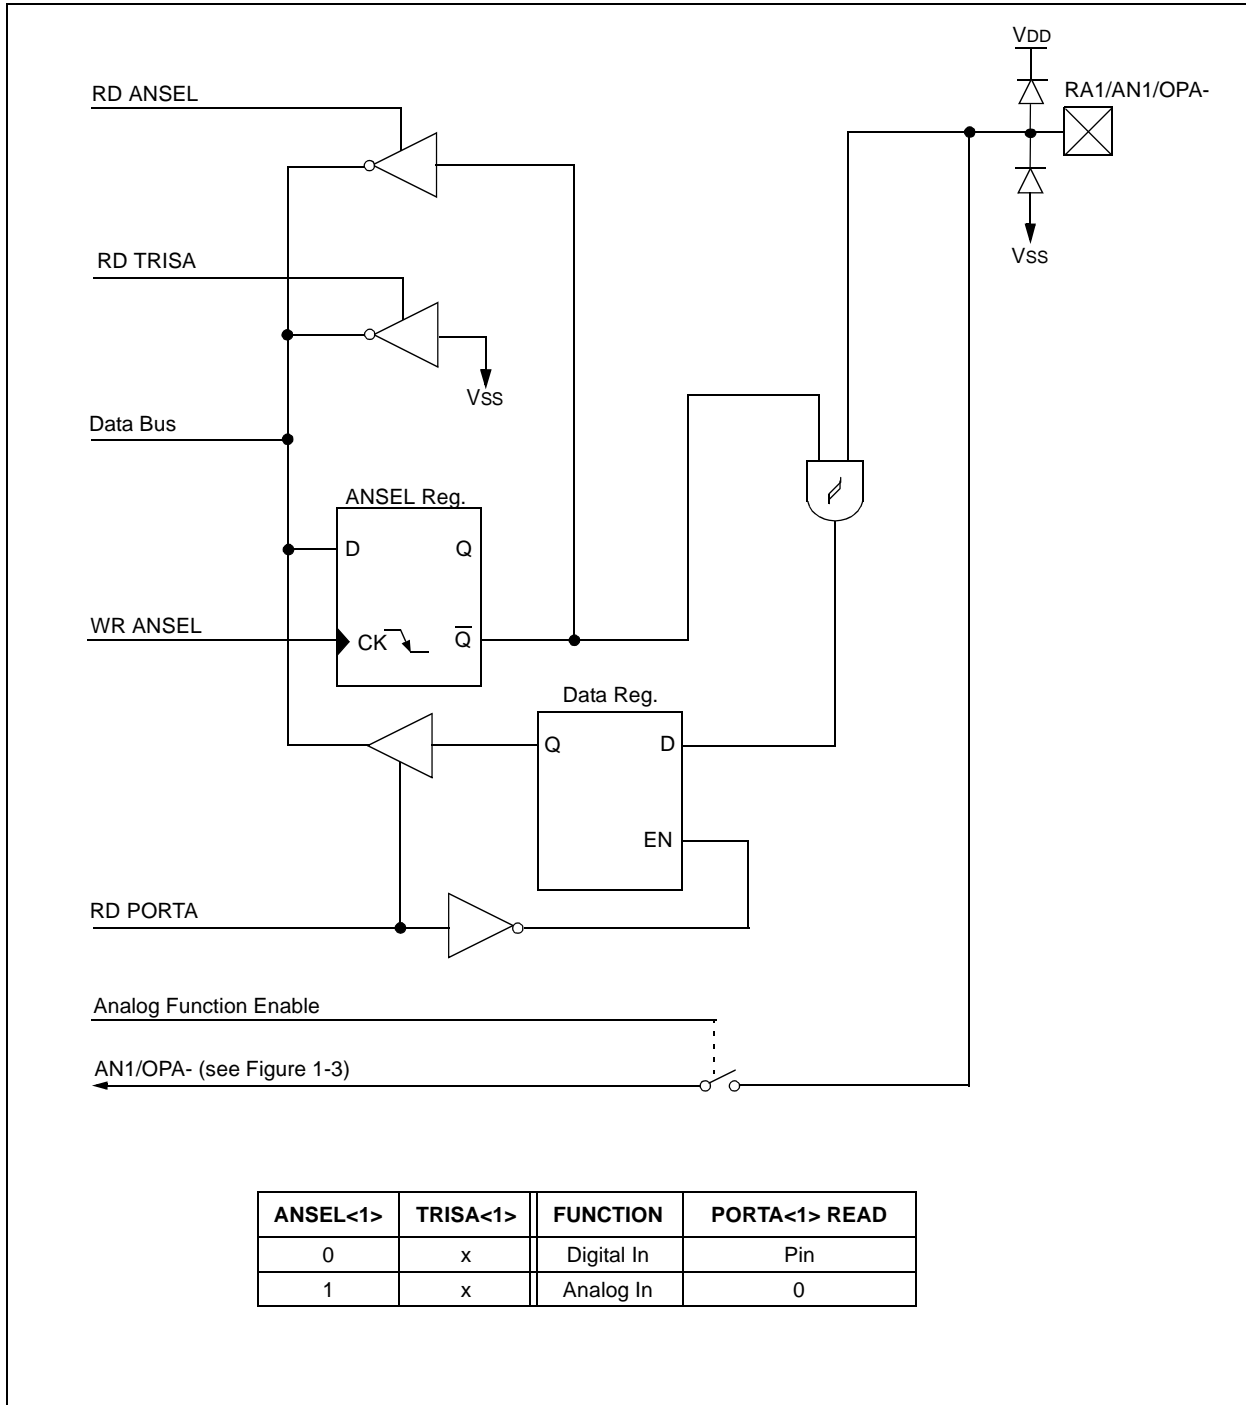 VDD
RD ANSEL
RA1/AN1/OPA-
RD TRISA
VSS
VSS
Data Bus
ANSEL Reg.
D Q
WR ANSEL
CK Q̅
Data Reg.
Q D
EN
RD PORTA
Analog Function Enable
AN1/OPA- (see Figure 1-3)
ANSEL<1> TRISA<1> FUNCTION PORTA<1> READ
0 x Digital In Pin
1 x Analog In 0